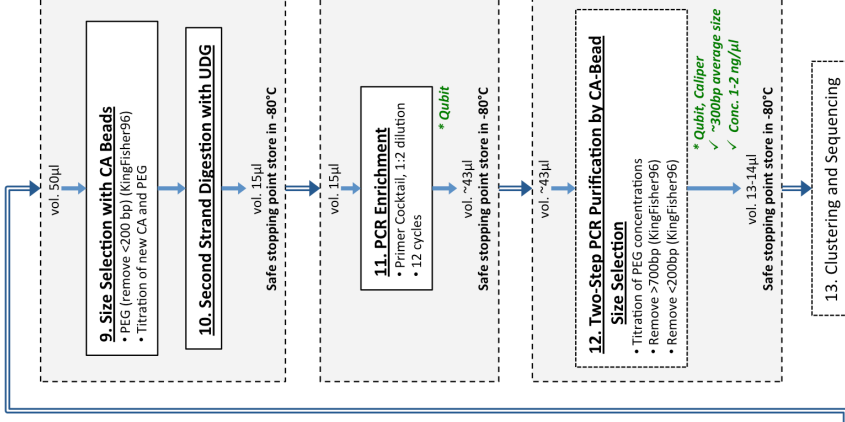 vol. 50µl
9. Size Selection with CA Beads
• PEG (remove <200 bp) (KingFisher96)
• Titration of new CA and PEG
10. Second Strand Digestion with UDG
vol. 15µl
Safe stopping point store in -80°C
vol. 15µl
11. PCR Enrichment
• Primer Cocktail, 1:2 dilution
• 12 cycles
* Qubit
vol. ~43µl
Safe stopping point store in -80°C
vol. ~43µl
12. Two-Step PCR Purification by CA-Bead
Size Selection
• Titration of PEG concentrations
• Remove >700bp (KingFisher96)
• Remove <200bp (KingFisher96)
* Qubit, Caliper
✓ ~300bp average size
✓ Conc. 1-2 ng/µl
vol. 13-14µl
Safe stopping point store in -80°C
13. Clustering and Sequencing